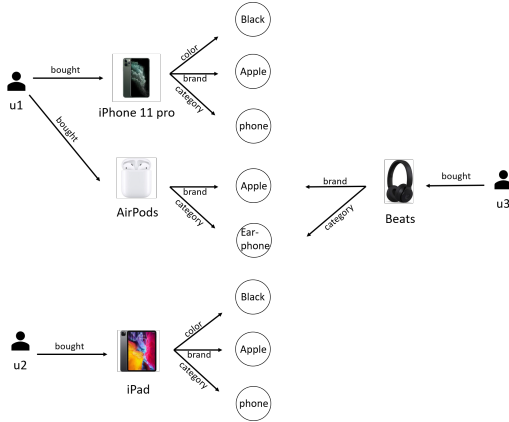 Black
color
bought
brand
Apple
category
u1
iPhone 11 pro
phone
bought
brand
Apple
brand
bought
category
Ear-
phone
category
AirPods
Beats
u3
Black
color
bought
brand
Apple
category
u2
iPad
phone